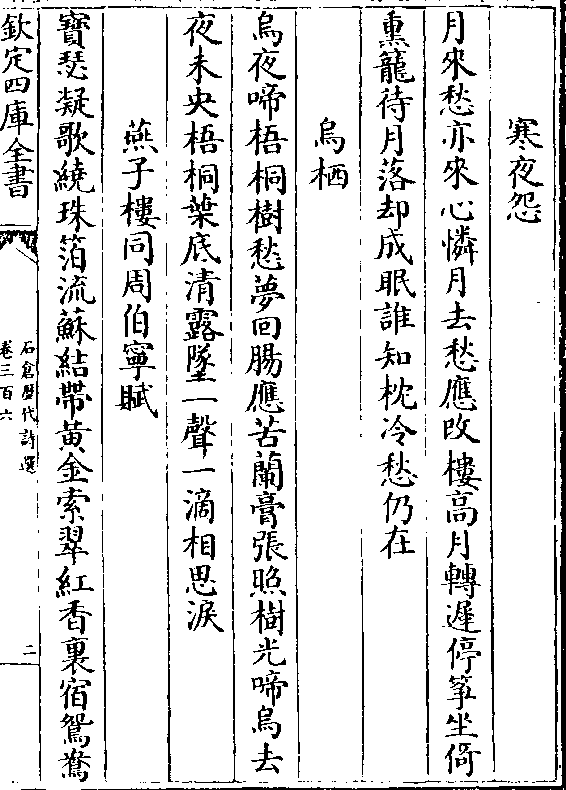 寒夜怨
月來愁亦來心憐月去愁應改樓高月轉遲停箏坐倚
熏籠待月落却成眠誰知枕冷愁仍在
烏栖
烏夜啼梧桐樹愁夢回腸應苦蘭膏張照樹光啼烏去
夜未央梧桐葉底清露墜一聲一滴相思淚
燕子樓同周伯寧賦
寶瑟凝歌繞珠箔流蘇結帶黃金索翠紅香裏宿鴛鴦
欽定四庫全書
石倉歷代詩選
卷三百六
二